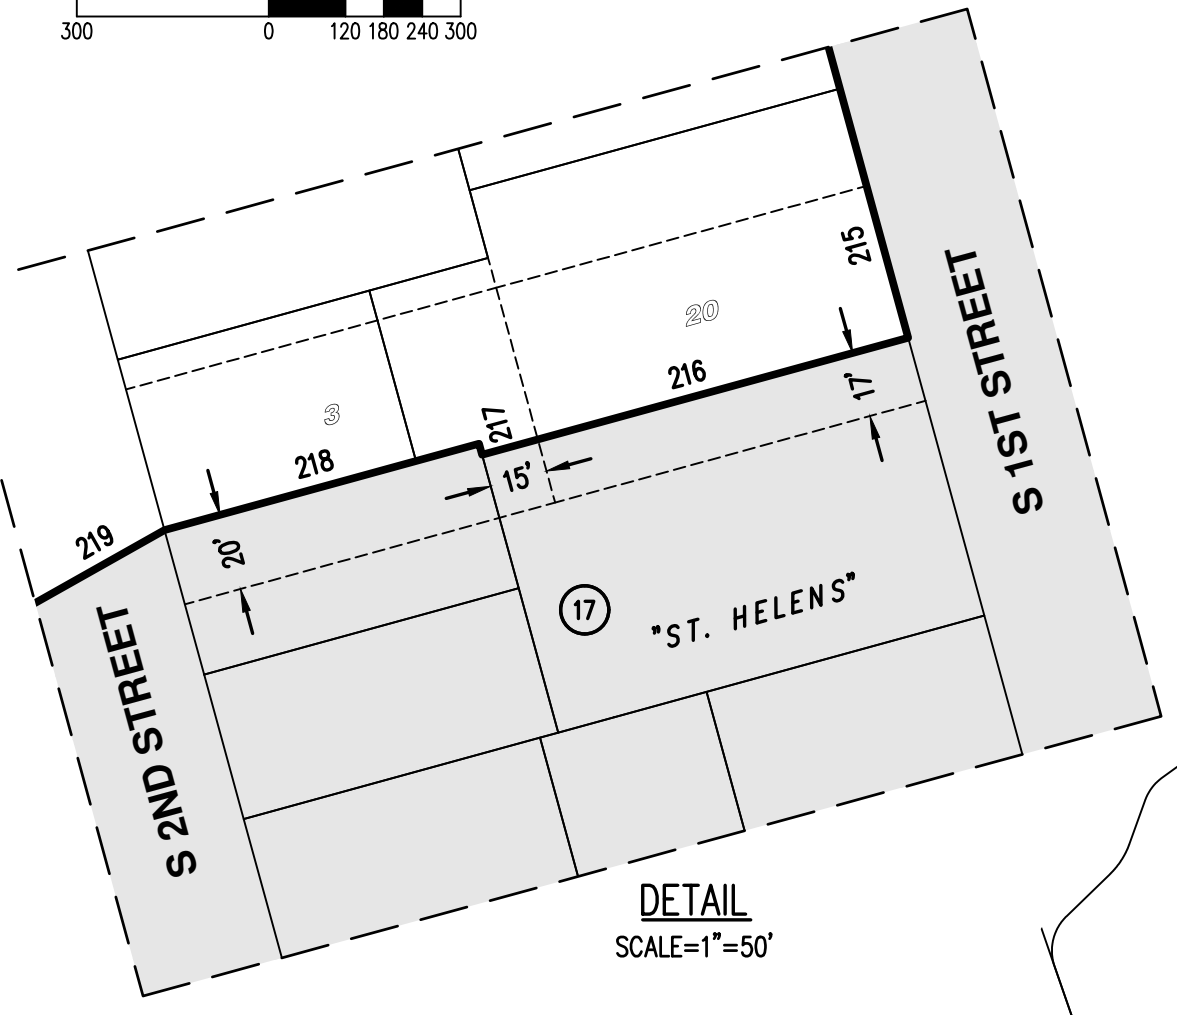 300 0 120 180 240 300
215
20
216
17'
S 1ST STREET
217
3
218
15'
219
20'
17
"ST. HELENS"
S 2ND STREET
DETAIL
SCALE=1"=50'